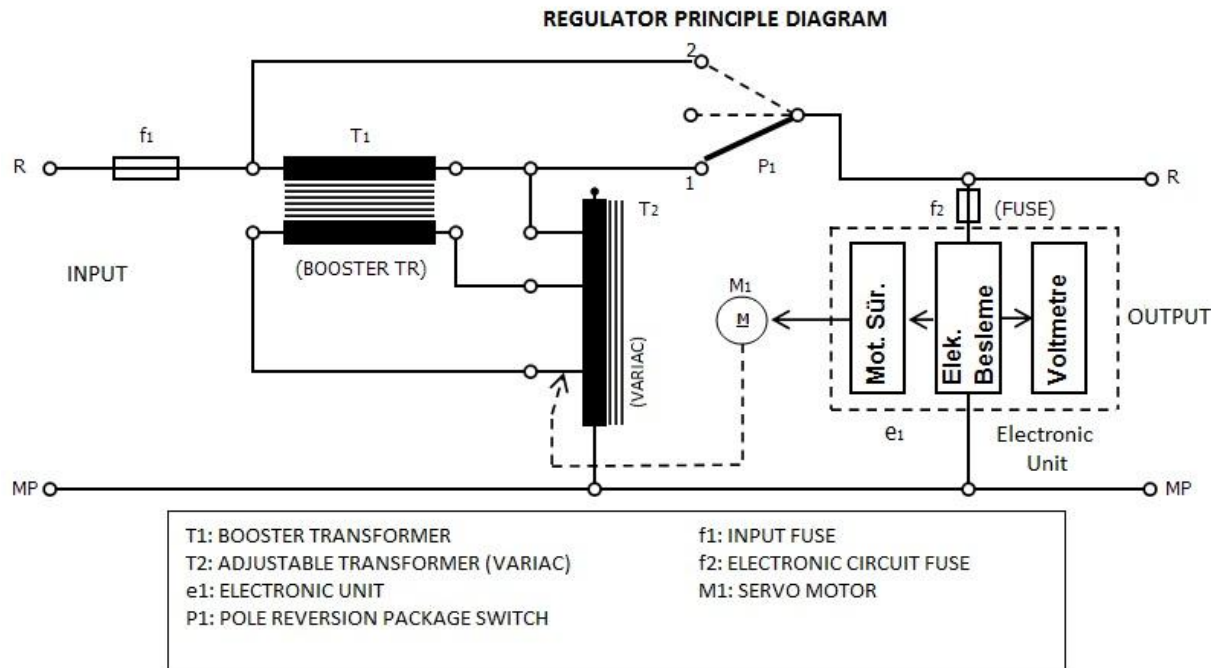 REGULATOR PRINCIPLE DIAGRAM
2
f1
T1
R
1
P1
R
T2
f2
(FUSE)
(BOOSTER TR)
INPUT
M1
M
(VARIAC)
Mot. Sür.
Elek.
Besleme
Voltmetre
OUTPUT
e1
Electronic
Unit
MP
MP
T1: BOOSTER TRANSFORMER
T2: ADJUSTABLE TRANSFORMER (VARIAC)
e1: ELECTRONIC UNIT
P1: POLE REVERSION PACKAGE SWITCH
f1: INPUT FUSE
f2: ELECTRONIC CIRCUIT FUSE
M1: SERVO MOTOR